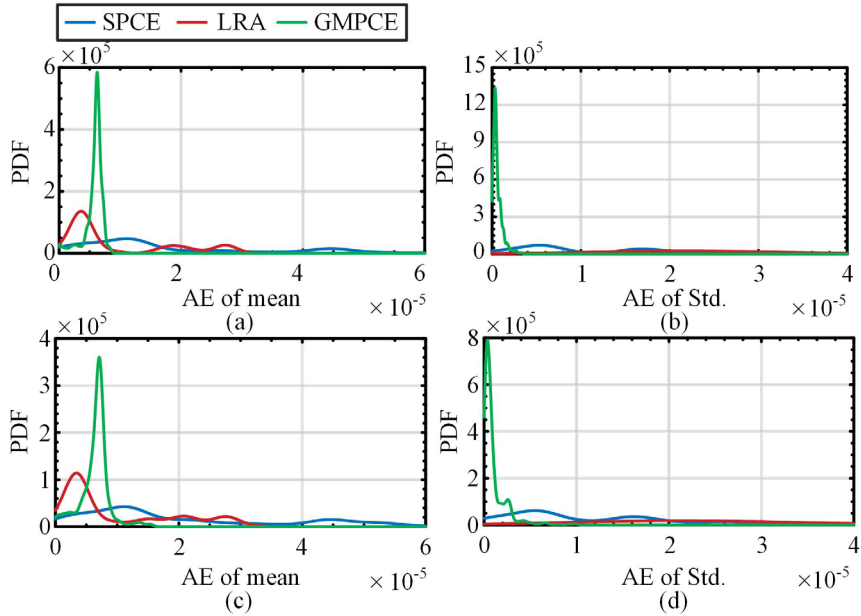 SPCE LRA GMPCE
×10^5
6
4
2
0
PDF
0 2 4 6
AE of mean
×10^-5
(a)
×10^5
15
12
9
6
3
0
PDF
0 1 2 3 4
AE of Std.
×10^-5
(b)
×10^5
4
3
2
1
0
PDF
0 2 4 6
AE of mean
×10^-5
(c)
×10^5
8
6
4
2
0
PDF
0 1 2 3 4
AE of Std.
×10^-5
(d)